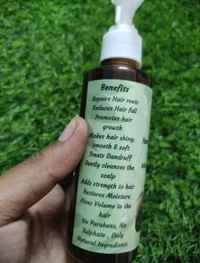 Benefits
Repairs Hair roots
Reduces Hair Fall
Promotes hair
growth
Makes hair shiny,
smooth & soft
Treats Dandruff
Gently cleanses the
scalp
Adds strength to hair
Restores Moisture
Gives Volume to the
hair
No Parabens, No
Sulphate , Only
Natural Ingredients